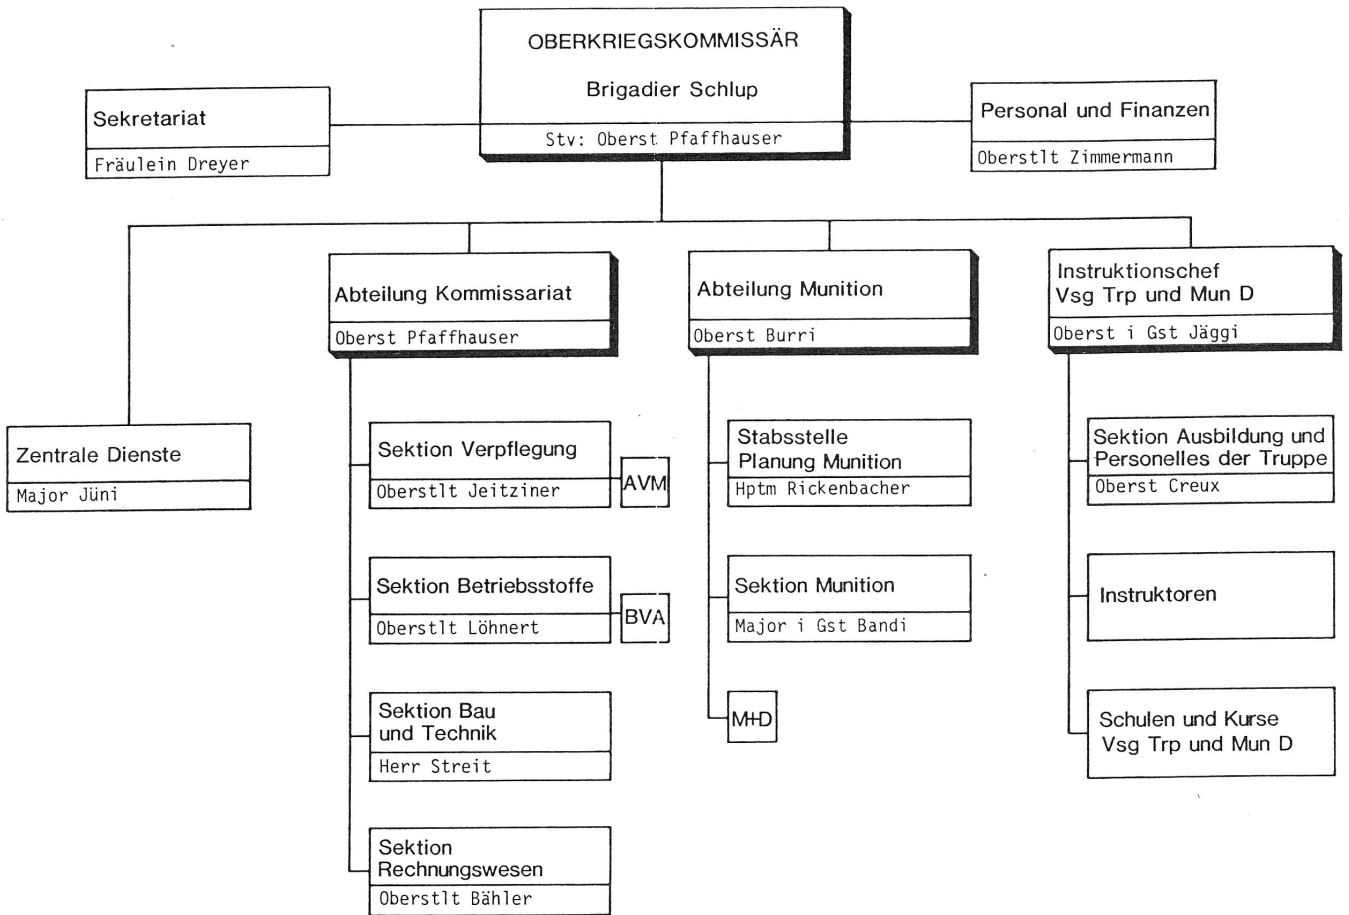 OBERKRIEGSKOMMISSÄR
Brigadier Schlup
Stv: Oberst Pfaffhauser
Sekretariat
Fräulein Dreyer
Personal und Finanzen
Oberstlt Zimmermann
Zentrale Dienste
Major Jüni
Abteilung Kommissariat
Oberst Pfaffhauser
Sektion Verpflegung
Oberstlt Jeitziner
AVM
Sektion Betriebsstoffe
Oberstlt Löhnert
BVA
Sektion Bau
und Technik
Herr Streit
Sektion
Rechnungswesen
Oberstlt Bähler
Abteilung Munition
Oberst Burri
Stabsstelle
Planung Munition
Hptm Rickenbacher
Sektion Munition
Major i Gst Bandi
M+D
Instruktionschef
Vsg Trp und Mun D
Oberst i Gst Jäggi
Sektion Ausbildung und
Personelles der Truppe
Oberst Creux
Instruktoren
Schulen und Kurse
Vsg Trp und Mun D